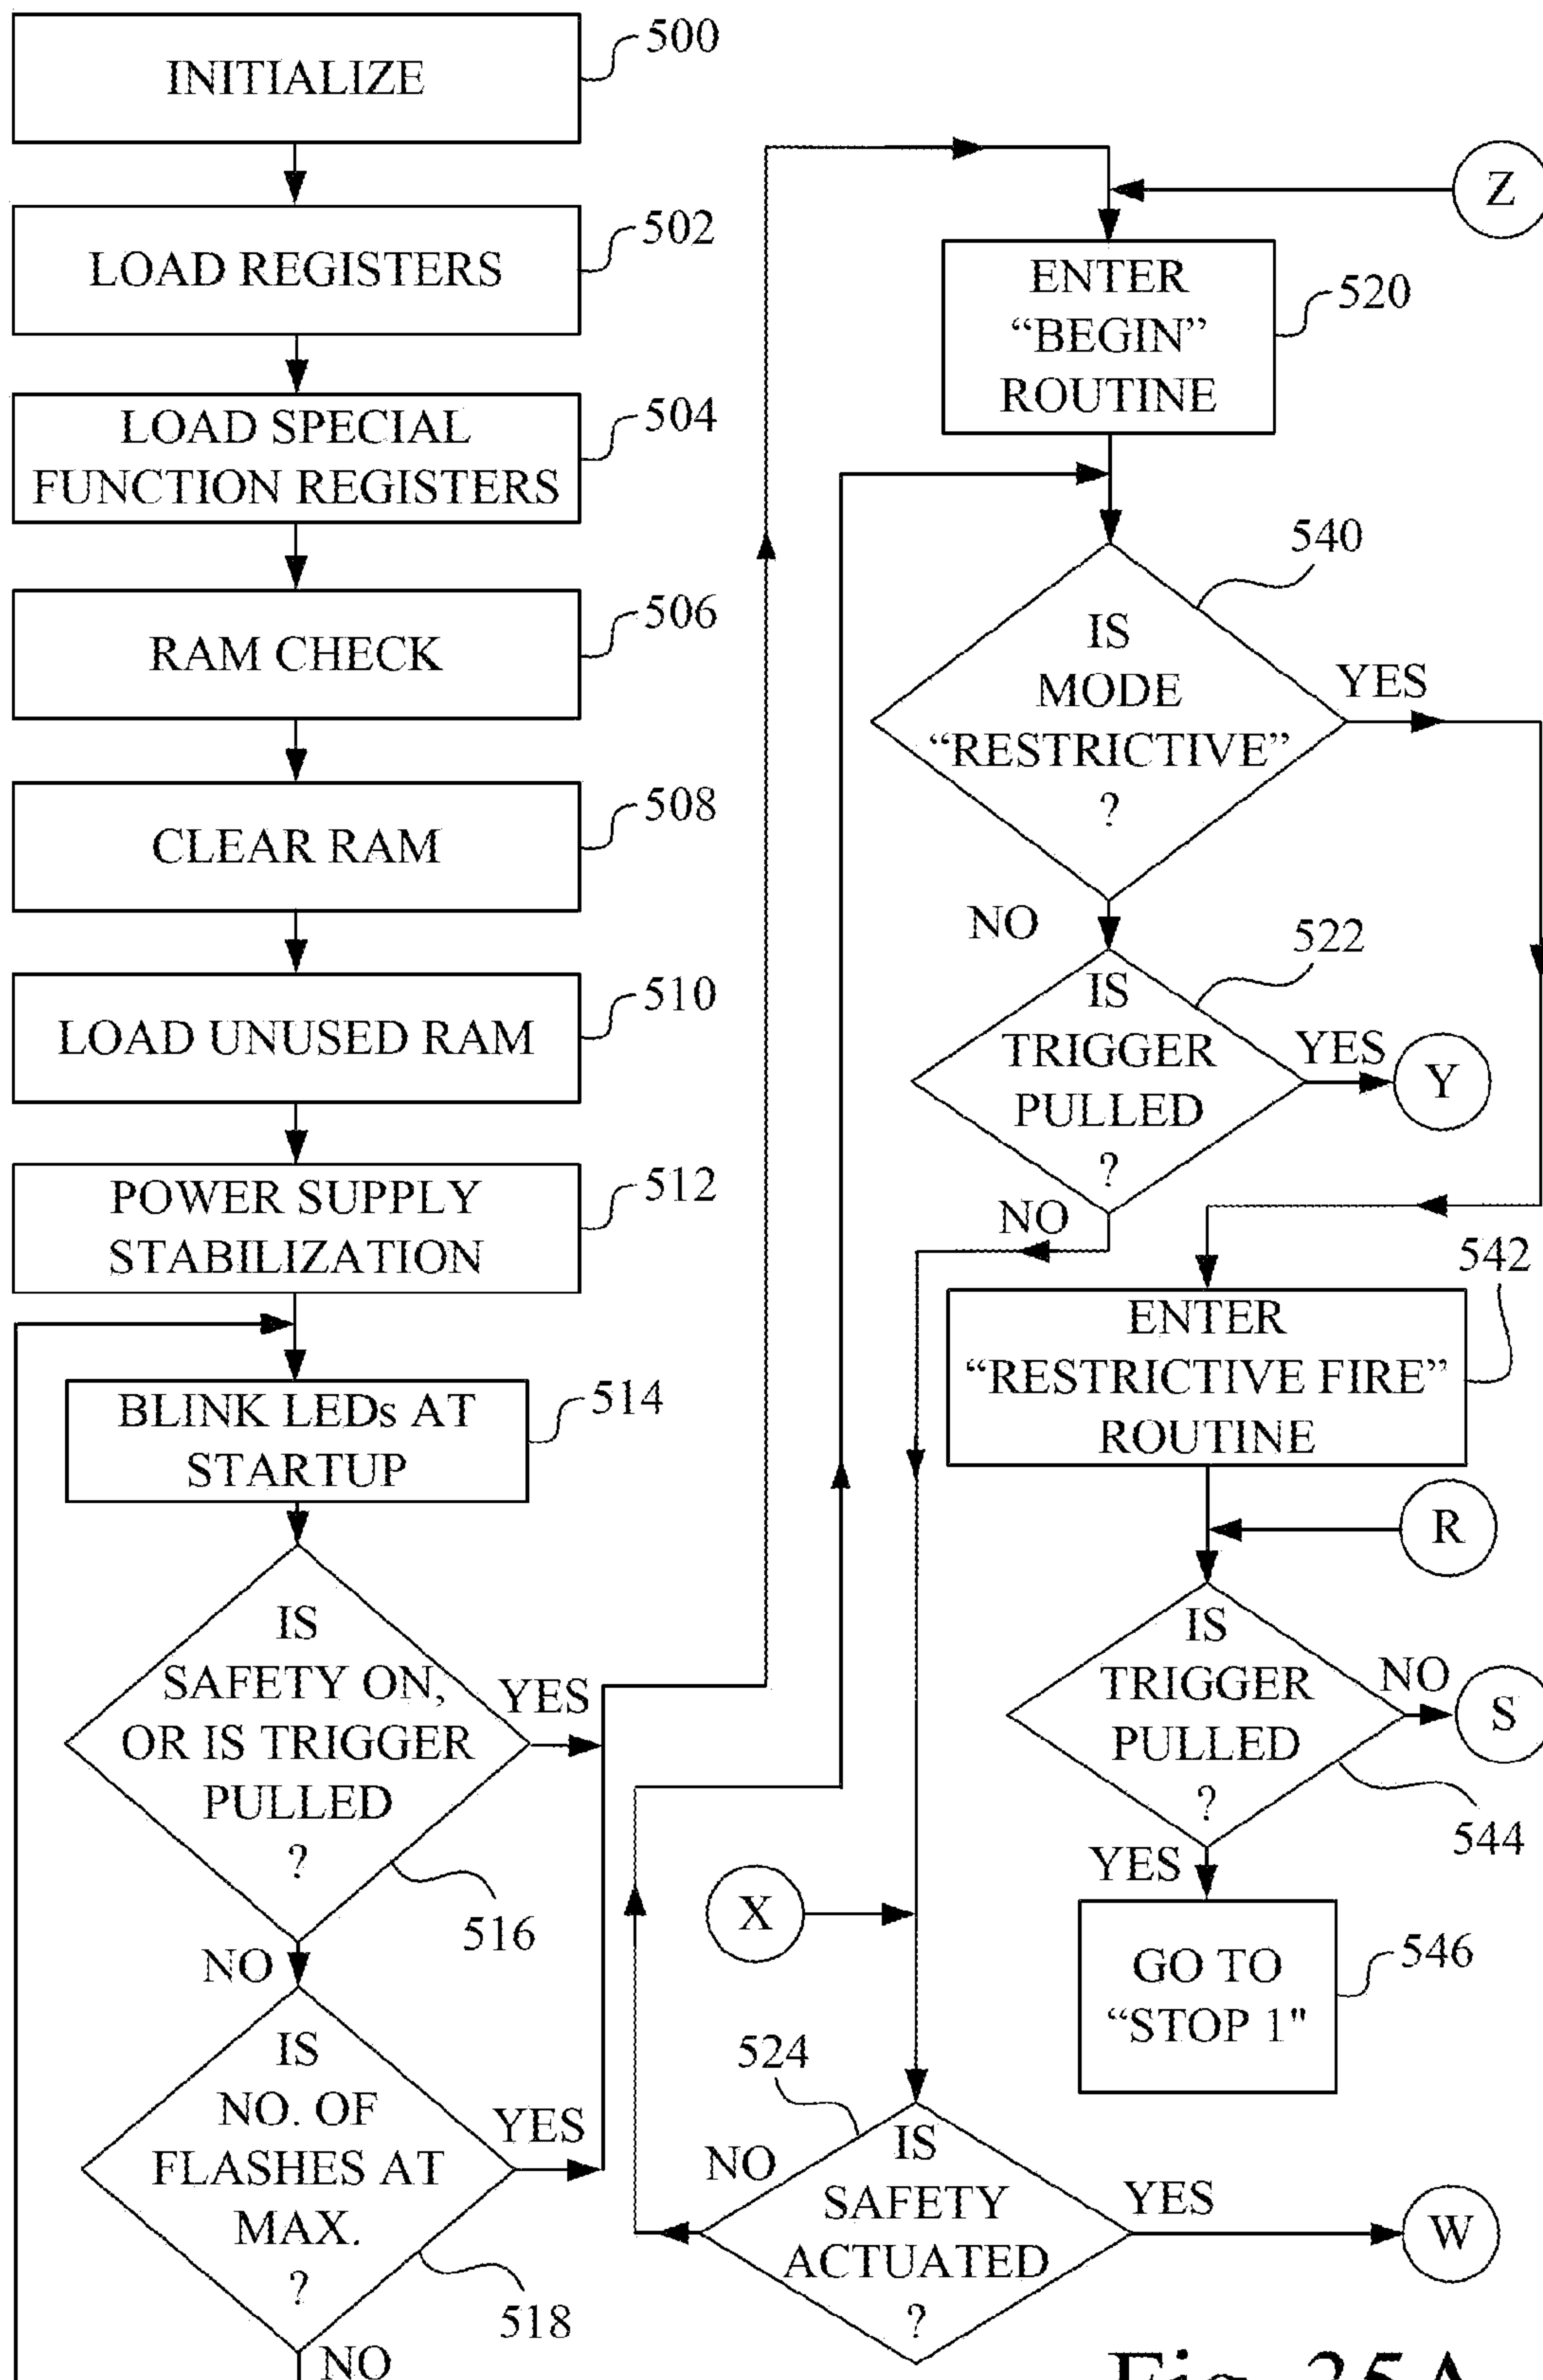 INITIALIZE
500
LOAD REGISTERS
502
LOAD SPECIAL
FUNCTION REGISTERS
504
RAM CHECK
506
CLEAR RAM
508
LOAD UNUSED RAM
510
POWER SUPPLY
STABILIZATION
512
BLINK LEDs AT
STARTUP
514
IS
SAFETY ON,
OR IS TRIGGER
PULLED
?
YES
516
NO
IS
NO. OF
FLASHES AT
MAX.
?
YES
518
NO
Z
ENTER
“BEGIN”
ROUTINE
520
540
IS
MODE
“RESTRICTIVE”
?
YES
NO
522
IS
TRIGGER
PULLED
?
YES
Y
NO
542
ENTER
“RESTRICTIVE FIRE”
ROUTINE
R
IS
TRIGGER
PULLED
?
NO
S
544
YES
GO TO
“STOP 1"
546
X
524
IS
SAFETY
ACTUATED
?
NO
YES
W
Fig. 35A